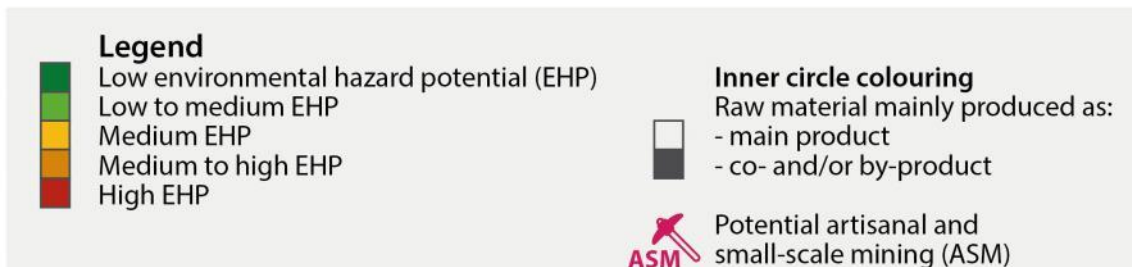 Legend
Low environmental hazard potential (EHP)
Low to medium EHP
Medium EHP
Medium to high EHP
High EHP
Inner circle colouring
Raw material mainly produced as:
- main product
- co- and/or by-product
ASM
Potential artisanal and
small-scale mining (ASM)